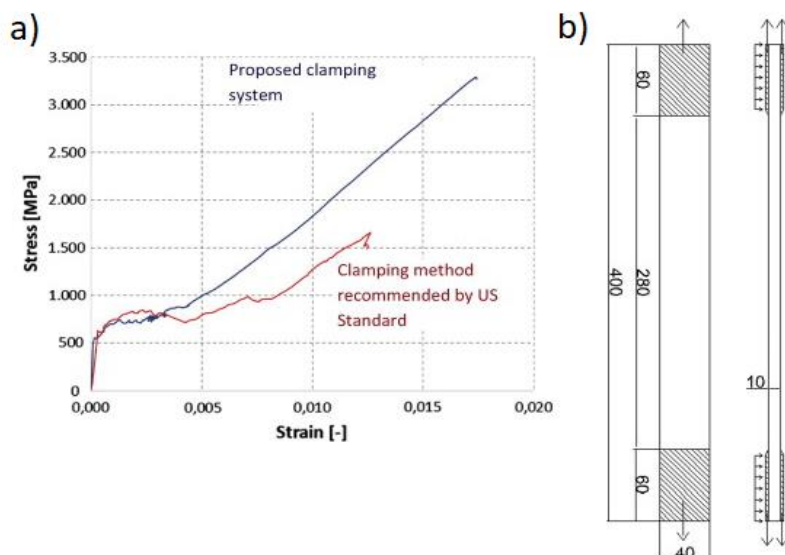 a)
3.500
3.000
2.500
2.000
1.500
1.000
500
0
Stress [MPa]
Proposed clamping
system
Clamping method
recommended by US
Standard
0,000
0,005
0,010
0,015
0,020
Strain [-]
b)
60
400
280
10
60
40